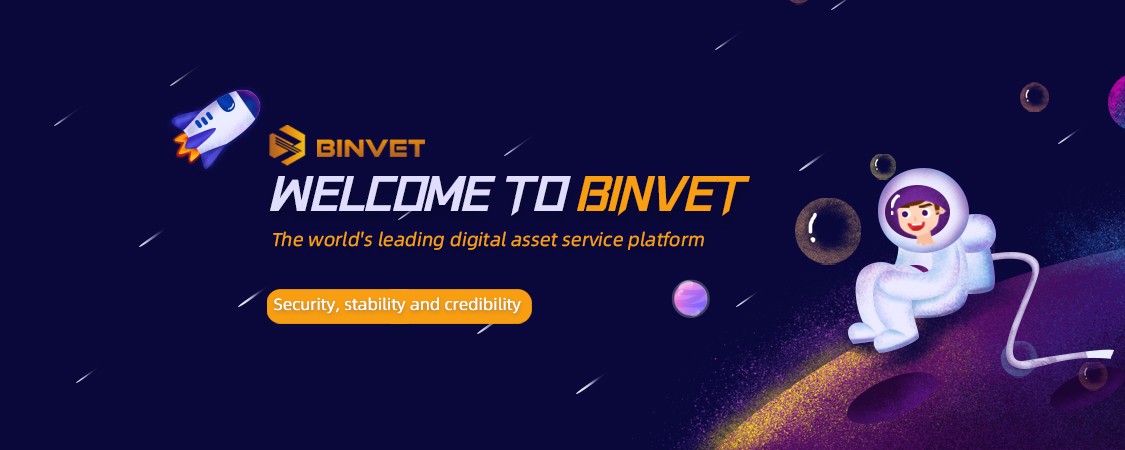 BINVET
WELCOME TO BINVET
The world's leading digital asset service platform
Security, stability and credibility